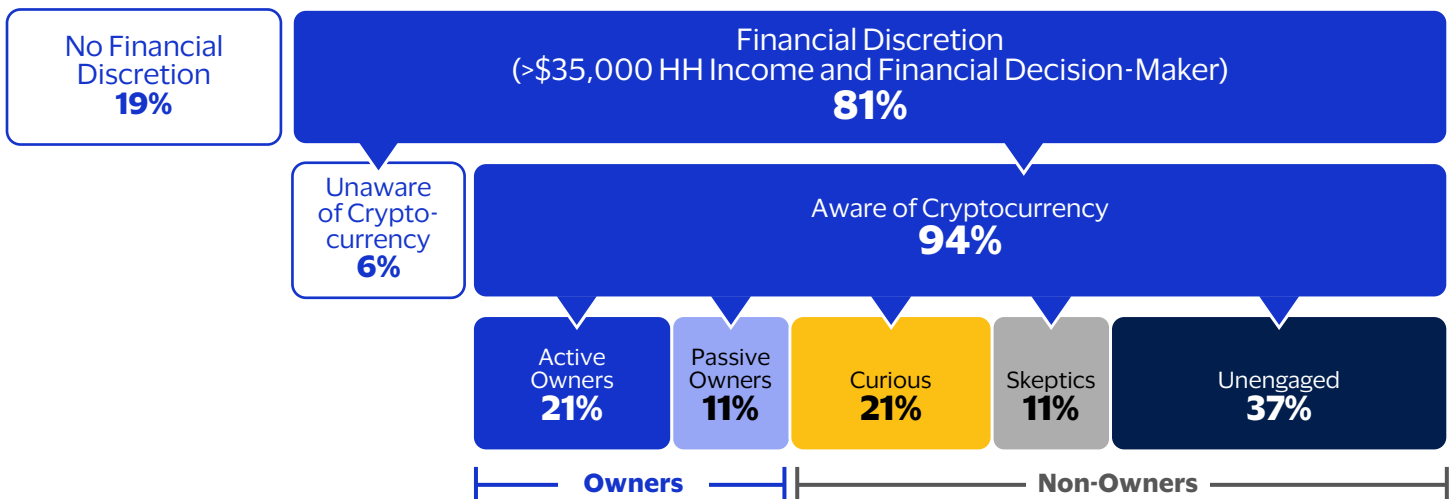 No Financial
Discretion
19%
Financial Discretion
(>$35,000 HH Income and Financial Decision-Maker)
81%
Unaware
of Crypto-
currency
6%
Aware of Cryptocurrency
94%
Active
Owners
21%
Passive
Owners
11%
Curious
21%
Skeptics
11%
Unengaged
37%
Owners
Non-Owners